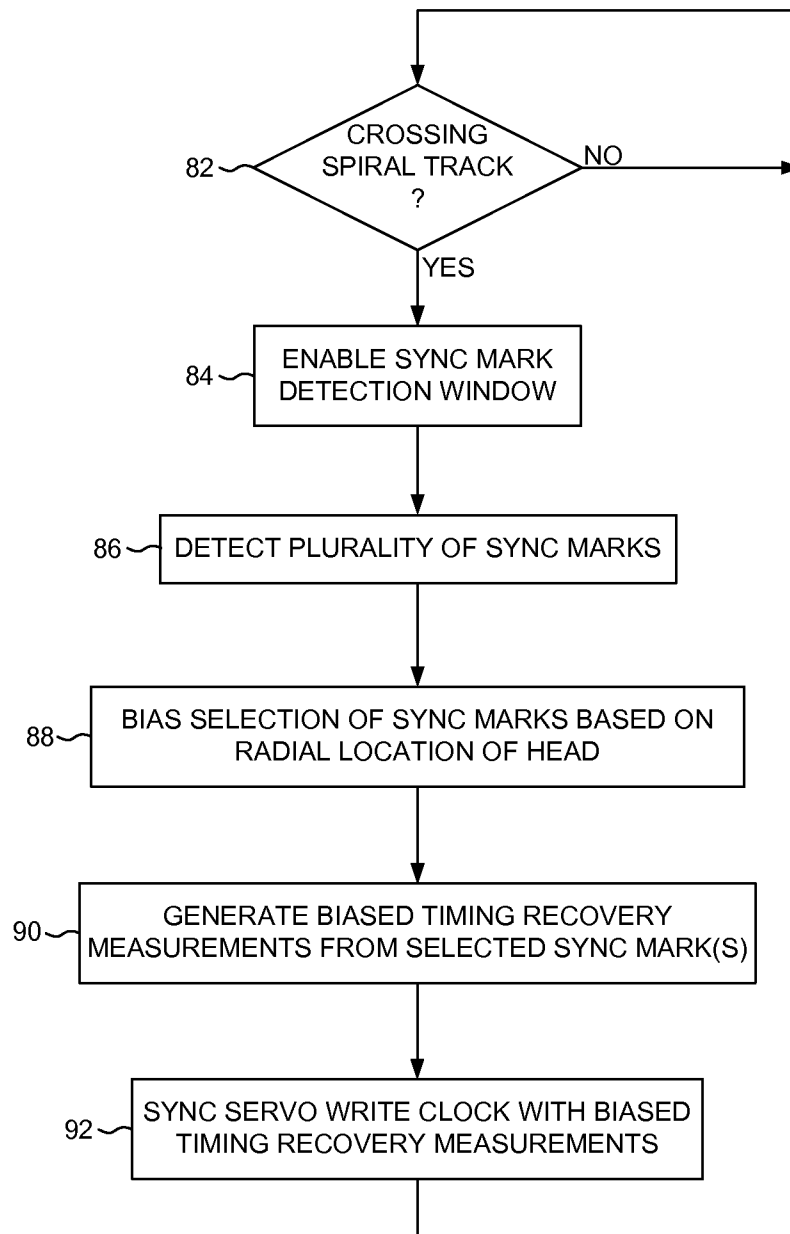 CROSSING
SPIRAL TRACK
?
82
NO
YES
ENABLE SYNC MARK
DETECTION WINDOW
84
86
DETECT PLURALITY OF SYNC MARKS
BIAS SELECTION OF SYNC MARKS BASED ON
RADIAL LOCATION OF HEAD
88
GENERATE BIASED TIMING RECOVERY
MEASUREMENTS FROM SELECTED SYNC MARK(S)
90
SYNC SERVO WRITE CLOCK WITH BIASED
TIMING RECOVERY MEASUREMENTS
92